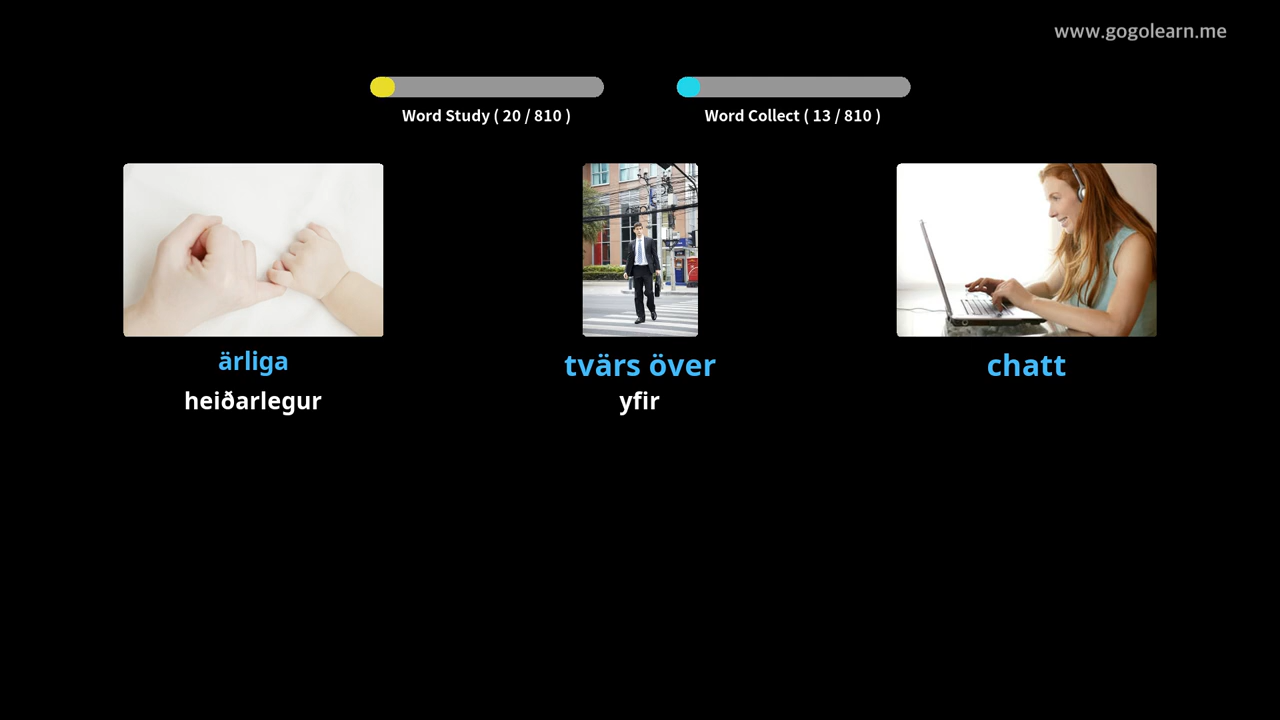 www.gogolearn.me
Word Study ( 20 / 810 )
Word Collect ( 13 / 810 )
ärliga
tvärs över
chatt
heiðarlegur
yfir